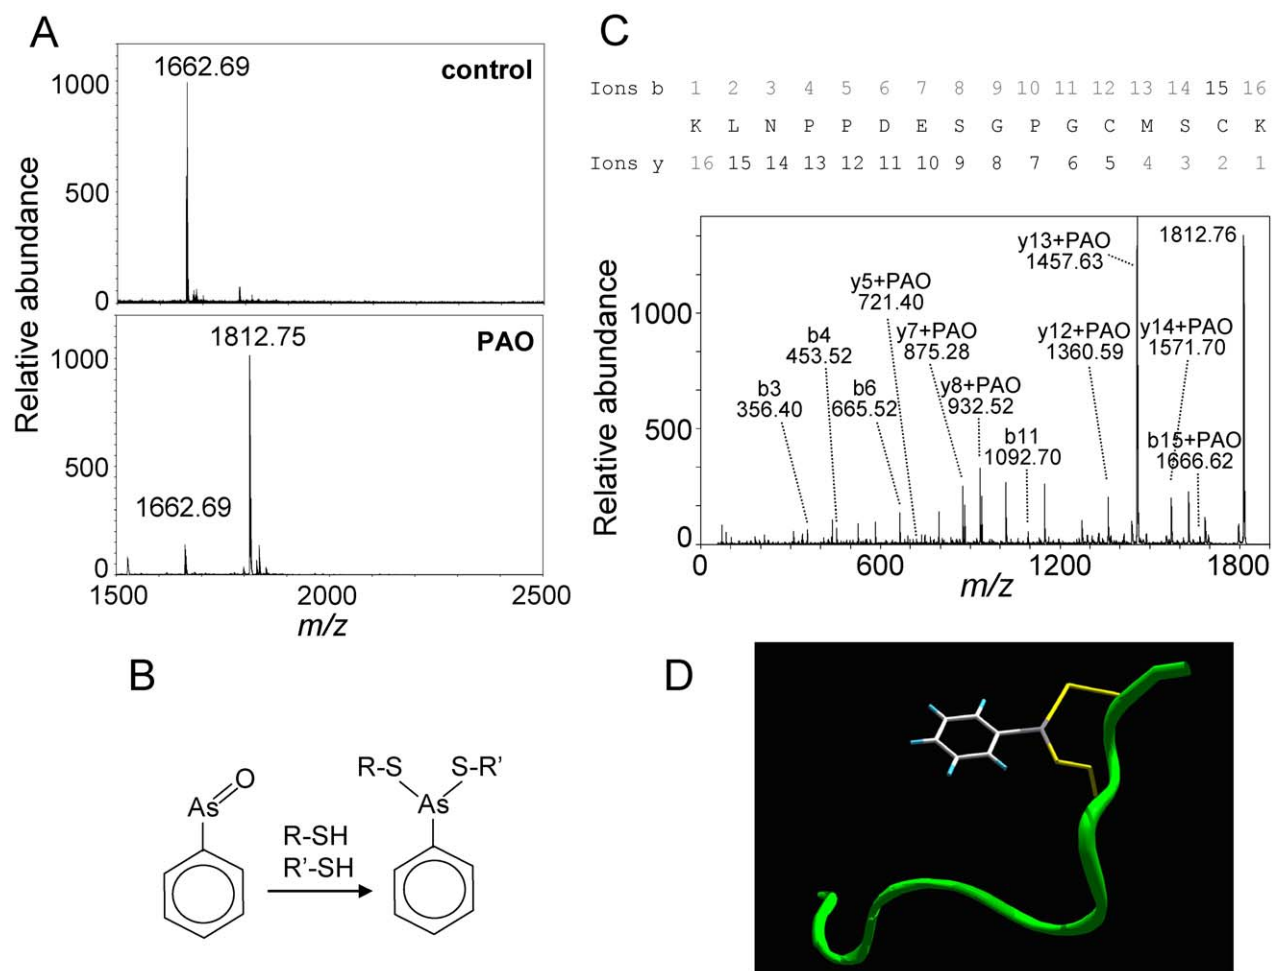 A
1662.69
control
1000
500
0
Relative abundance
1812.75
PAO
1000
500
1662.69
0
1500
2000
2500
m/z
B
As
O
R-SH
R'-SH
R-S
S-R'
As
C
Ions b 1 2 3 4 5 6 7 8 9 10 11 12 13 14 15 16
K L N P P D E S G P G C M S C K
Ions y 16 15 14 13 12 11 10 9 8 7 6 5 4 3 2 1
Relative abundance
1000
500
0
y13+PAO
1457.63
1812.76
y5+PAO
721.40
b4
453.52
y7+PAO
875.28
y12+PAO
1360.59
y14+PAO
1571.70
b3
356.40
b6
665.52
y8+PAO
932.52
b11
1092.70
b15+PAO
1666.62
0
600
1200
1800
m/z
D